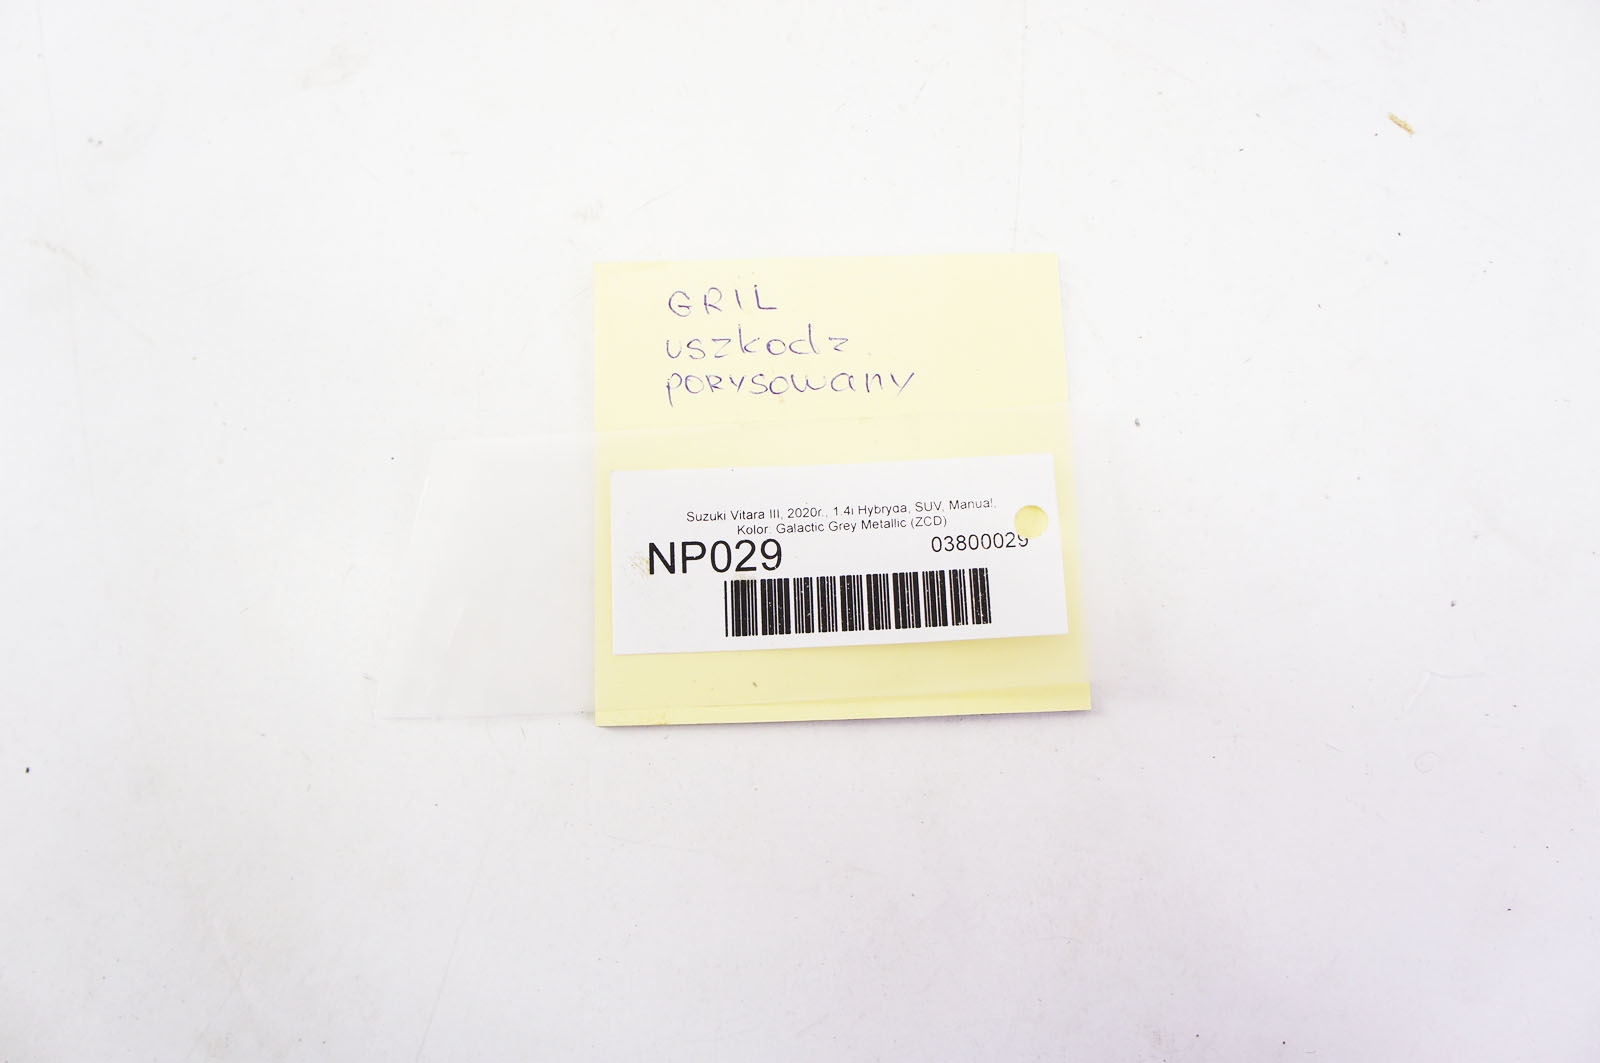 GRIL
uszkodz.
porysowany
Suzuki Vitara III, 2020r., 1.4i Hybryda, SUV, Manual,
Kolor: Galactic Grey Metallic (ZCD)
NP029
03800029